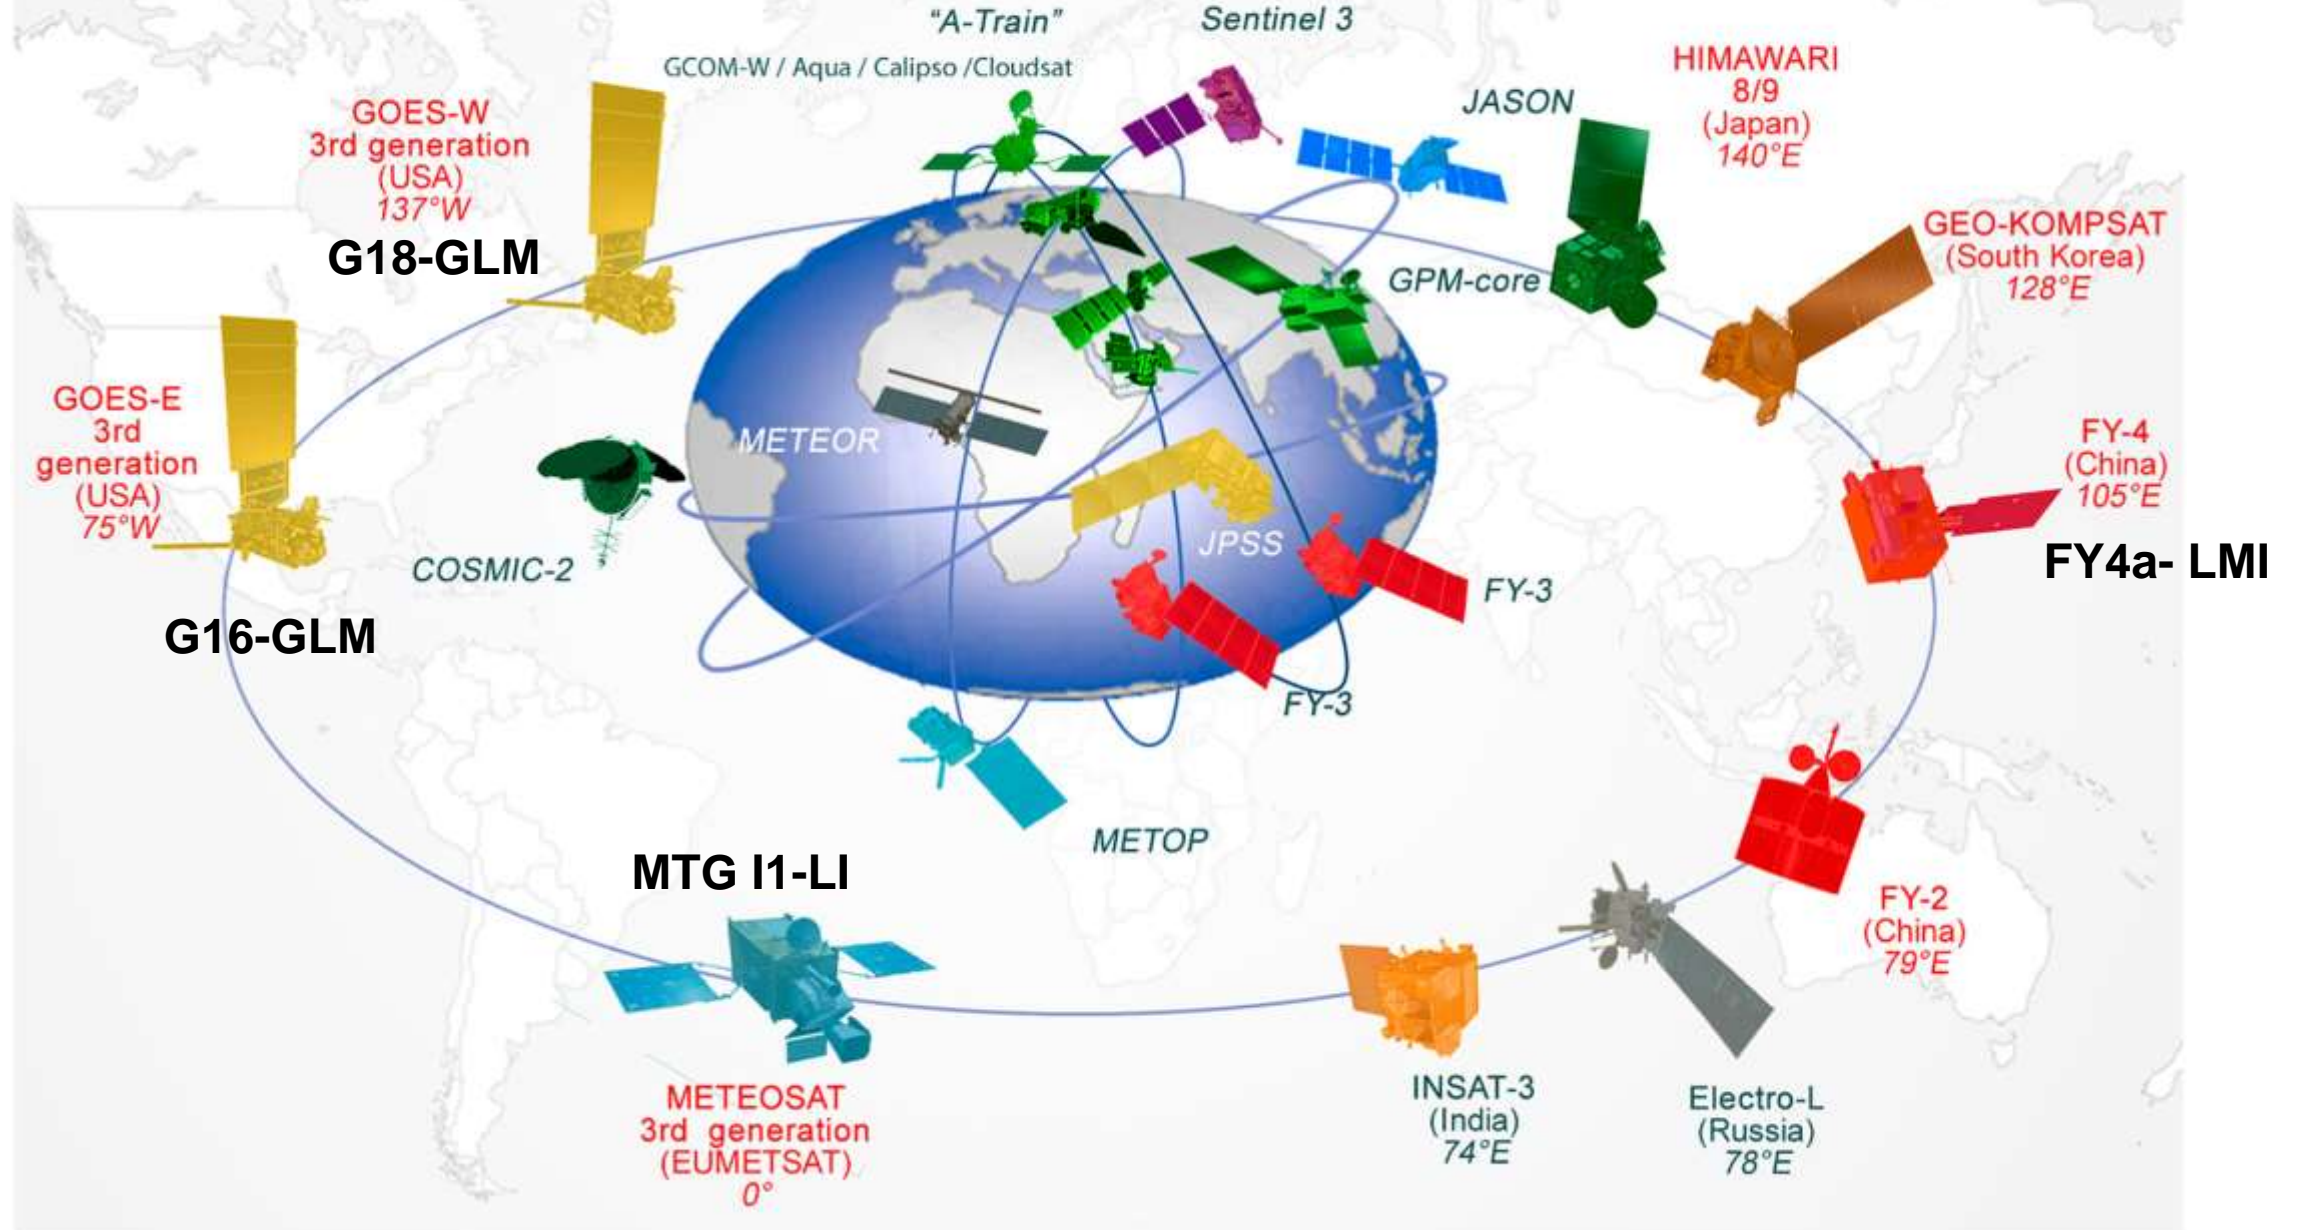 “A-Train”
GCOM-W / Aqua / Calipso /Cloudsat
Sentinel 3
JASON
HIMAWARI
8/9
(Japan)
140°E
GOES-W
3rd generation
(USA)
137°W
G18-GLM
GEO-KOMPSAT
(South Korea)
128°E
GPM-core
GOES-E
3rd
generation
(USA)
75°W
G16-GLM
METEOR
COSMIC-2
JPSS
FY-4
(China)
105°E
FY4a- LMI
FY-3
FY-3
METOP
MTG I1-LI
METEOSAT
3rd generation
(EUMETSAT)
0°
INSAT-3
(India)
74°E
Electro-L
(Russia)
78°E
FY-2
(China)
79°E